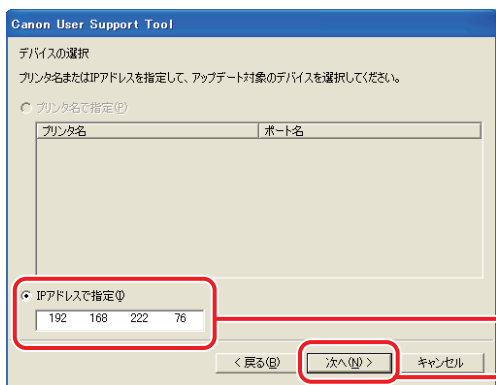 Canon User Support Tool
デバイスの選択
プリンタ名またはIPアドレスを指定して、アップデート対象のデバイスを選択してください。
プリンタ名で指定(P)
プリンタ名 ポート名
IPアドレスで指定(I)
192 168 222 76
< 戻る(B) 次へ(N) > キャンセル